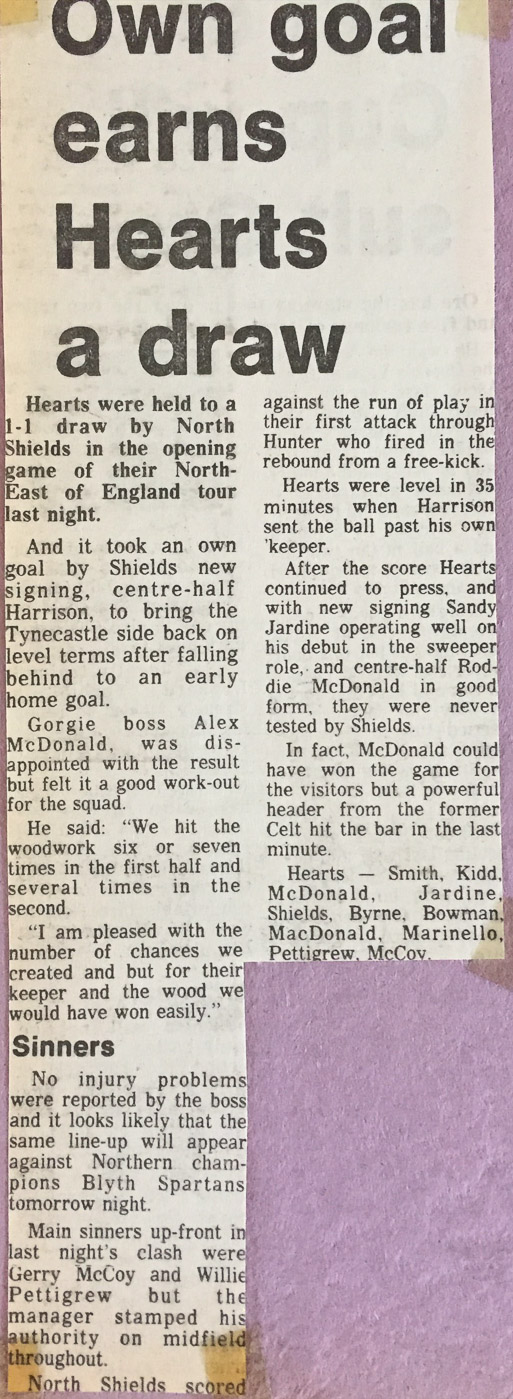 Own goal
earns
Hearts
a draw
Hearts were held to a
1-1 draw by North
Shields in the opening
game of their North-
East of England tour
last night.
And it took an own
goal by Shields new
signing, centre-half
Harrison, to bring the
Tynecastle side back on
level terms after falling
behind to an early
home goal.
Gorgie boss Alex
McDonald, was dis-
appointed with the result
but felt it a good work-out
for the squad.
He said: “We hit the
woodwork six or seven
times in the first half and
several times in the
second.
“I am pleased with the
number of chances we
created and but for their
keeper and the wood we
would have won easily.”
Sinners
No injury problems
were reported by the boss
and it looks likely that the
same line-up will appear
against Northern cham-
pions Blyth Spartans
tomorrow night.
Main sinners up-front in
last night's clash were
Gerry McCoy and Willie
Pettigrew but the
manager stamped his
authority on midfield
throughout.
North Shields scored
against the run of play in
their first attack through
Hunter who fired in the
rebound from a free-kick.
Hearts were level in 35
minutes when Harrison
sent the ball past his own
'keeper.
After the score Hearts
continued to press, and
with new signing Sandy
Jardine operating well on
his debut in the sweeper
role, and centre-half Rod-
die McDonald in good
form, they were never
tested by Shields.
In fact, McDonald could
have won the game for
the visitors but a powerful
header from the former
Celt hit the bar in the last
minute.
Hearts — Smith, Kidd,
McDonald, Jardine,
Shields, Byrne, Bowman,
MacDonald, Marinello,
Pettigrew, McCoy.